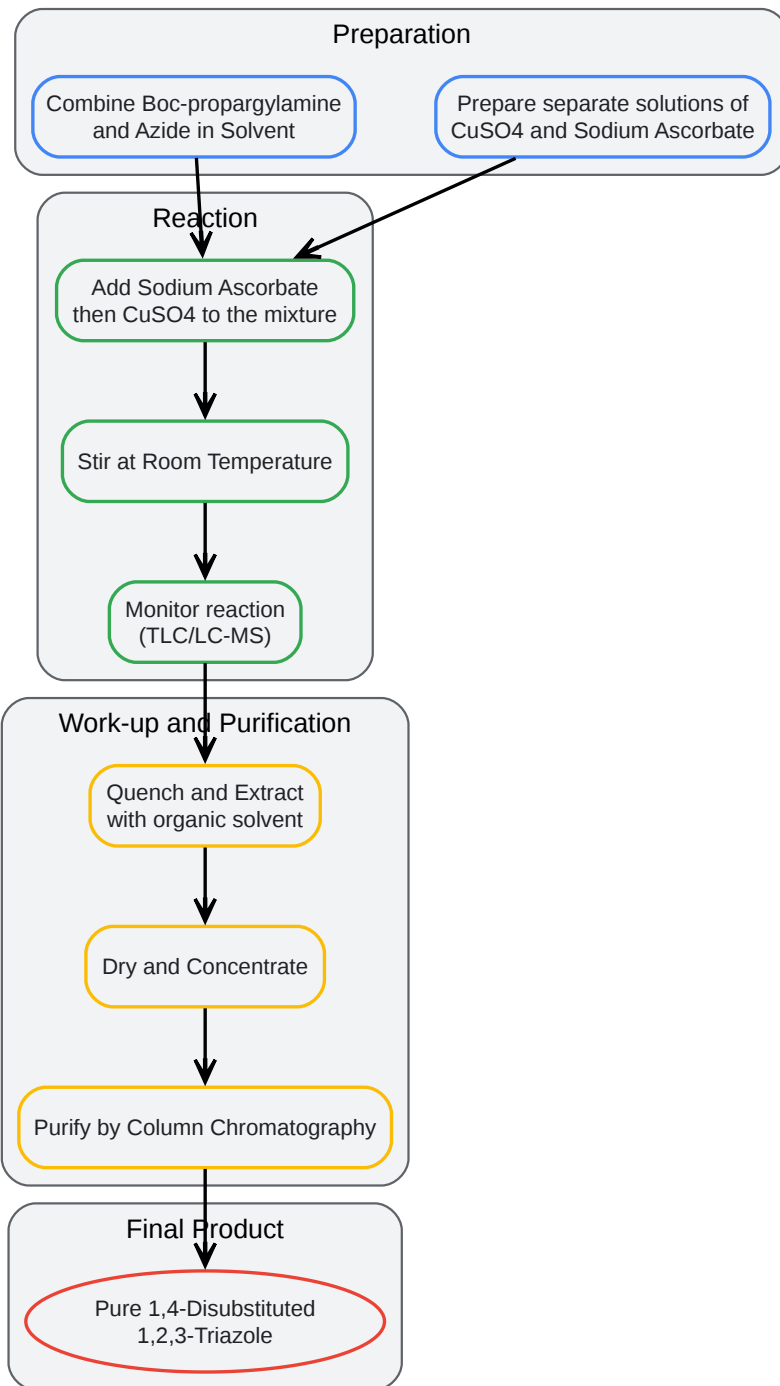 Preparation
Combine Boc-propargylamine
and Azide in Solvent
Prepare separate solutions of
CuSO4 and Sodium Ascorbate
Reaction
Add Sodium Ascorbate
then CuSO4 to the mixture
Stir at Room Temperature
Monitor reaction
(TLC/LC-MS)
Work-up and Purification
Quench and Extract
with organic solvent
Dry and Concentrate
Purify by Column Chromatography
Final Product
Pure 1,4-Disubstituted
1,2,3-Triazole